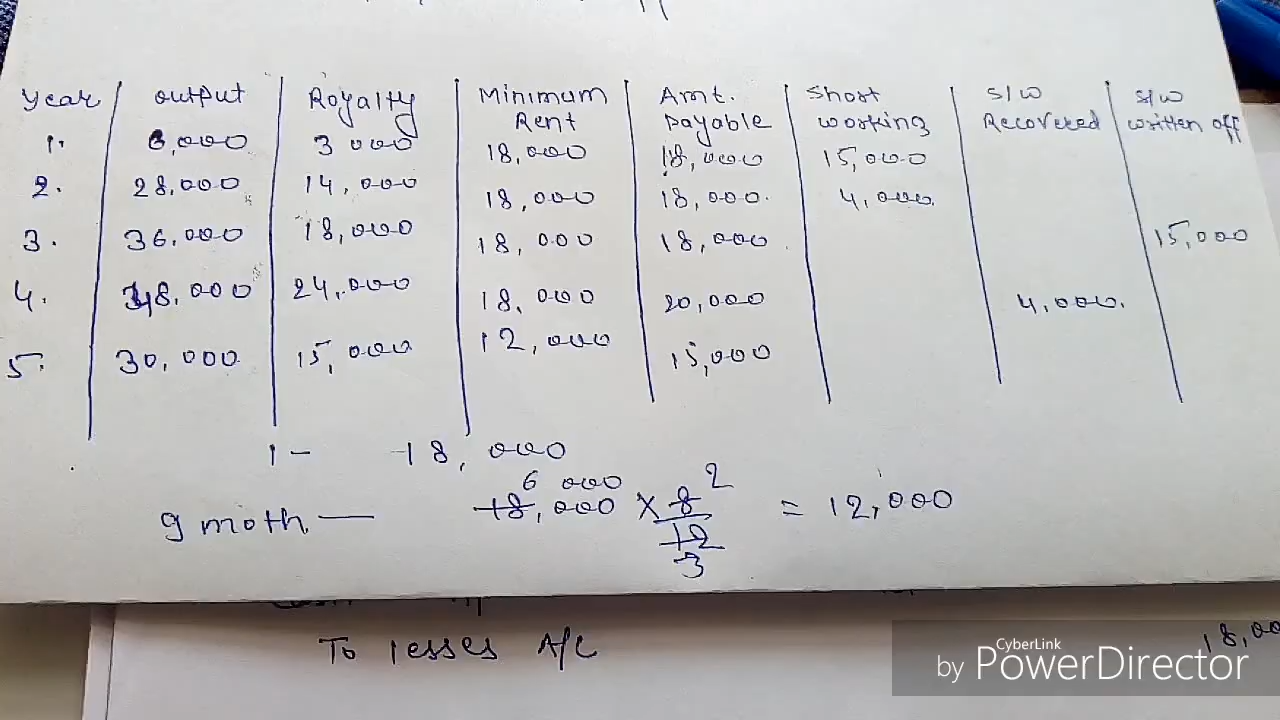 Year output Royalty Minimum Rent Amt. payable Short working S/W Recovered S/W written off
1. 6,000 3000 18,000 18,000 15,000
2. 28,000 14,000 18,000 18,000. 4,000.
3. 36.000 18,000 18,000 18,000 15,000
4. 48.000 24,000 18,000 20,000 4,000.
5. 30,000 15,000 12,000 15,000
1 - 18,000
6 000 2
9 moth — 18,000 x 8 = 12,000
12
3
To lesses A/C
18,00
CyberLink
by PowerDirector